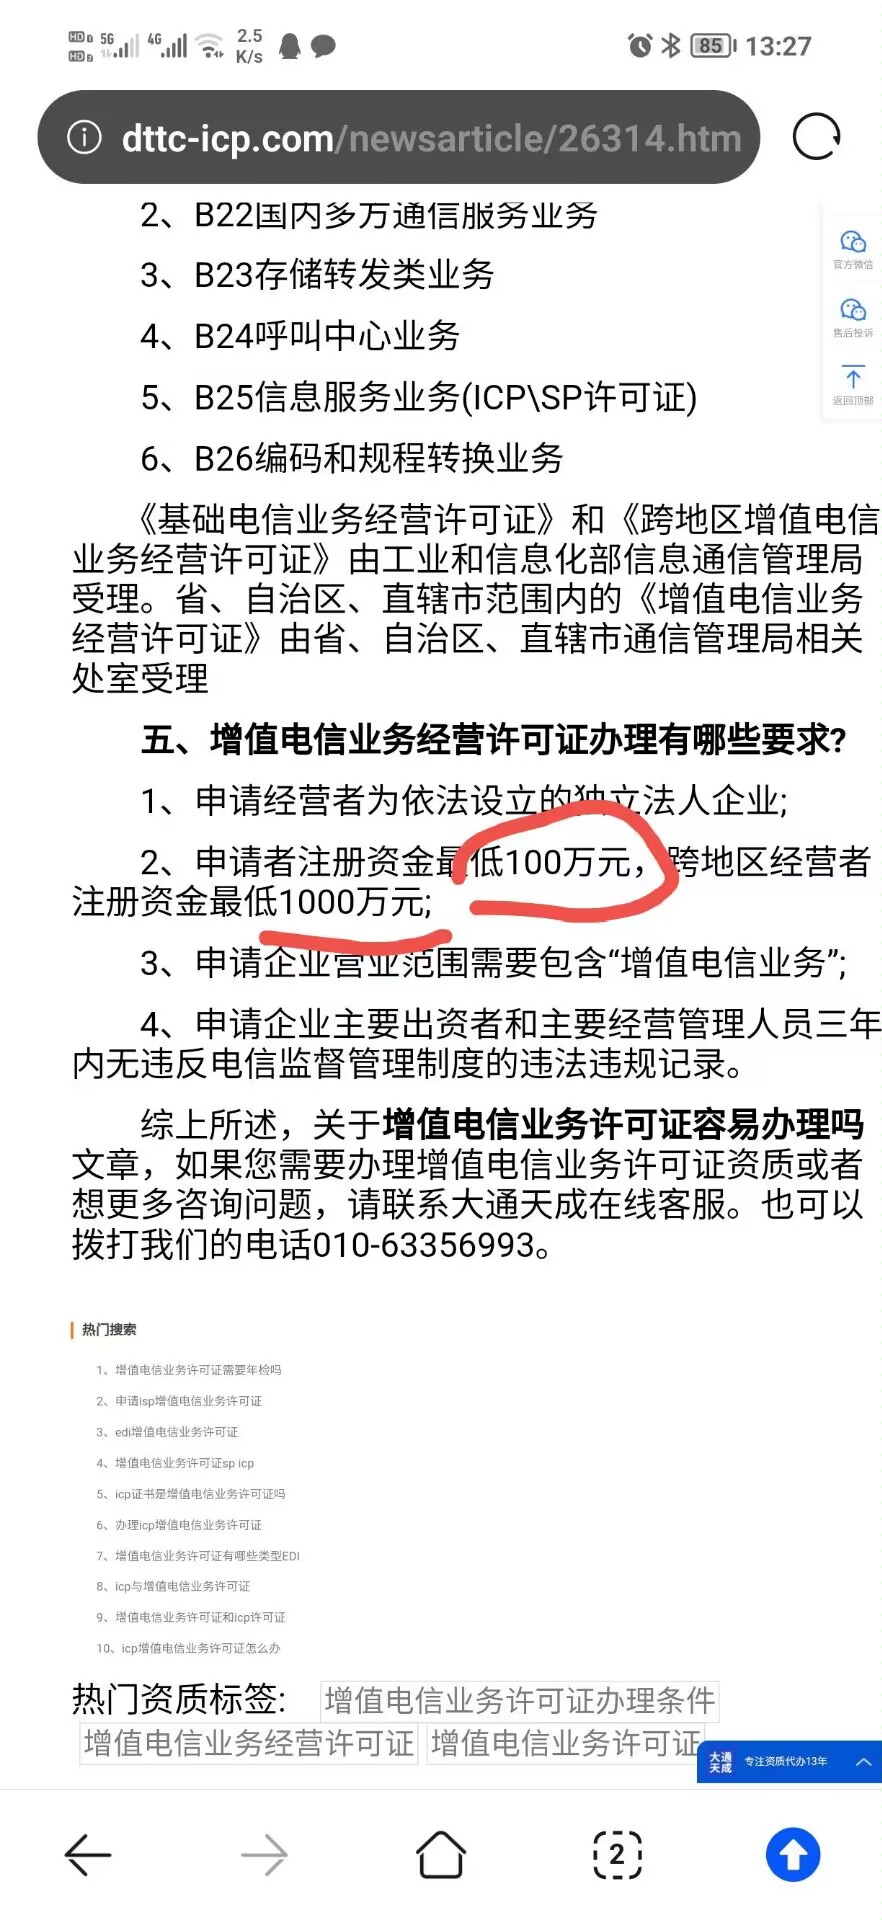 HD 1 5G 4G 2.5 K/s 85 13:27
HD 2
dttc-icp.com/newsarticle/26314.htm
2、B22国内多方通信服务业务
3、B23存储转发类业务
4、B24呼叫中心业务
5、B25信息服务业务(ICP\SP许可证)
6、B26编码和规程转换业务
官方微信
售后投诉
返回顶部
《基础电信业务经营许可证》和《跨地区增值电信
业务经营许可证》由工业和信息化部信息通信管理局
受理。省、自治区、直辖市范围内的《增值电信业务
经营许可证》由省、自治区、直辖市通信管理局相关
处室受理
五、增值电信业务经营许可证办理有哪些要求?
1、申请经营者为依法设立的独立法人企业;
2、申请者注册资金最低100万元，跨地区经营者
注册资金最低1000万元;
3、申请企业营业范围需要包含“增值电信业务”;
4、申请企业主要出资者和主要经营管理人员三年
内无违反电信监督管理制度的违法违规记录。
综上所述，关于增值电信业务许可证容易办理吗
文章，如果您需要办理增值电信业务许可证资质或者
想更多咨询问题，请联系大通天成在线客服。也可以
拨打我们的电话010-63356993。
热门搜索
1、增值电信业务许可证需要年检吗
2、申请isp增值电信业务许可证
3、edi增值电信业务许可证
4、增值电信业务许可证sp icp
5、icp证书是增值电信业务许可证吗
6、办理icp增值电信业务许可证
7、增值电信业务许可证有哪些类型EDI
8、icp与增值电信业务许可证
9、增值电信业务许可证和icp许可证
10、icp增值电信业务许可证怎么办
热门资质标签: 增值电信业务许可证办理条件
增值电信业务经营许可证 增值电信业务许可证
大通天成 专注资质代办13年
2